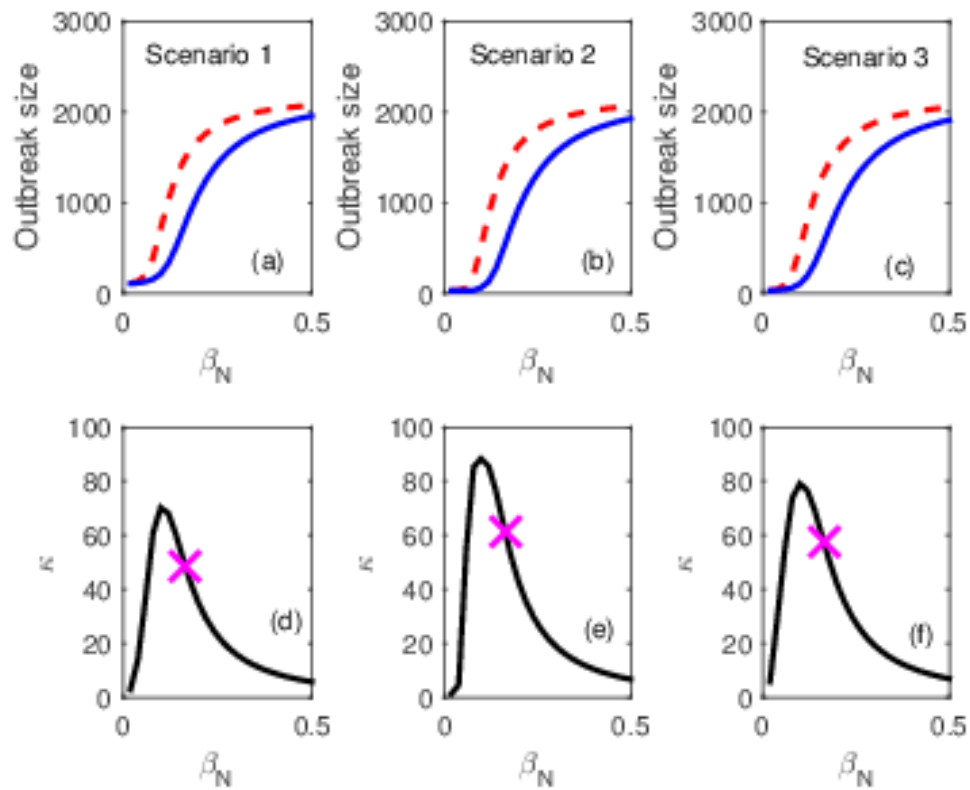 3000
2000
1000
0
Outbreak size
Scenario 1
(a)
0
0.5
β_N
3000
2000
1000
0
Outbreak size
Scenario 2
(b)
0
0.5
β_N
3000
2000
1000
0
Outbreak size
Scenario 3
(c)
0
0.5
β_N
100
80
60
40
20
0
κ
(d)
0
0.5
β_N
100
80
60
40
20
0
κ
(e)
0
0.5
β_N
100
80
60
40
20
0
κ
(f)
0
0.5
β_N